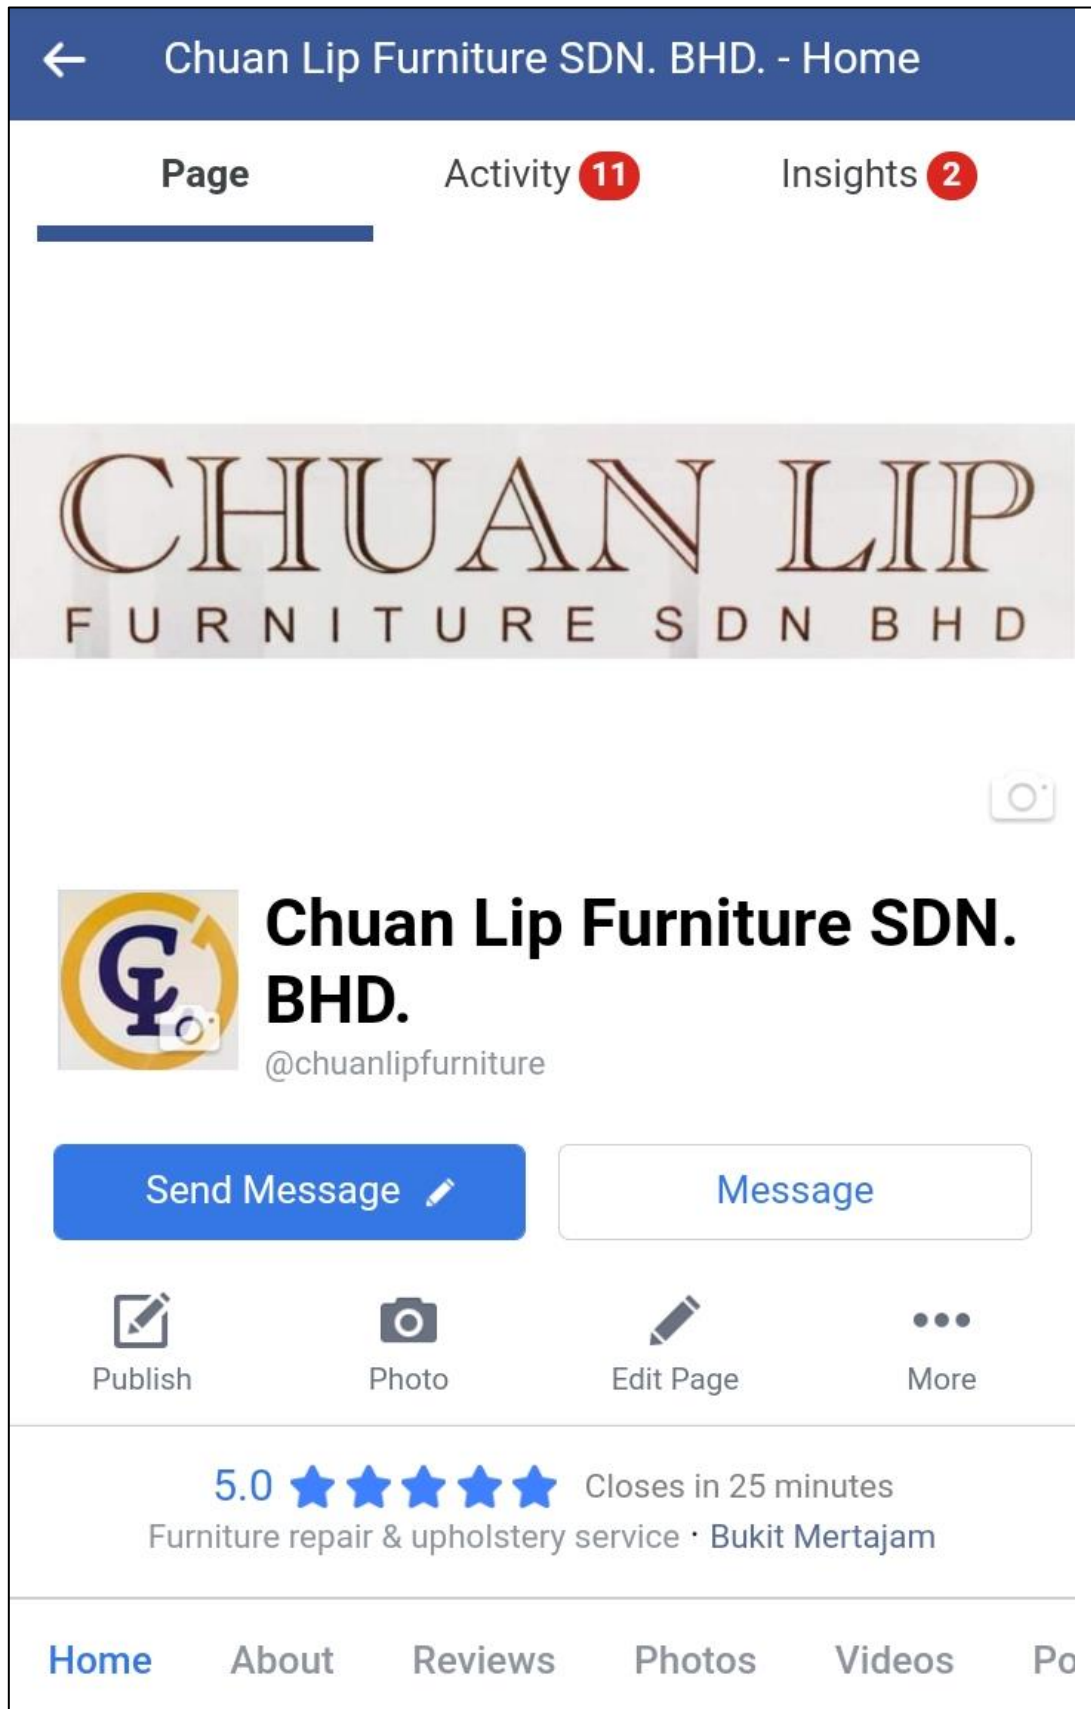 Chuan Lip Furniture SDN. BHD. - Home
Page Activity 11 Insights 2
CHUAN LIP
FURNITURE SDN BHD
CL
Chuan Lip Furniture SDN.
BHD.
@chuanlipfurniture
Send Message Message
Publish Photo Edit Page More
5.0 Closes in 25 minutes
Furniture repair & upholstery service · Bukit Mertajam
Home About Reviews Photos Videos Po